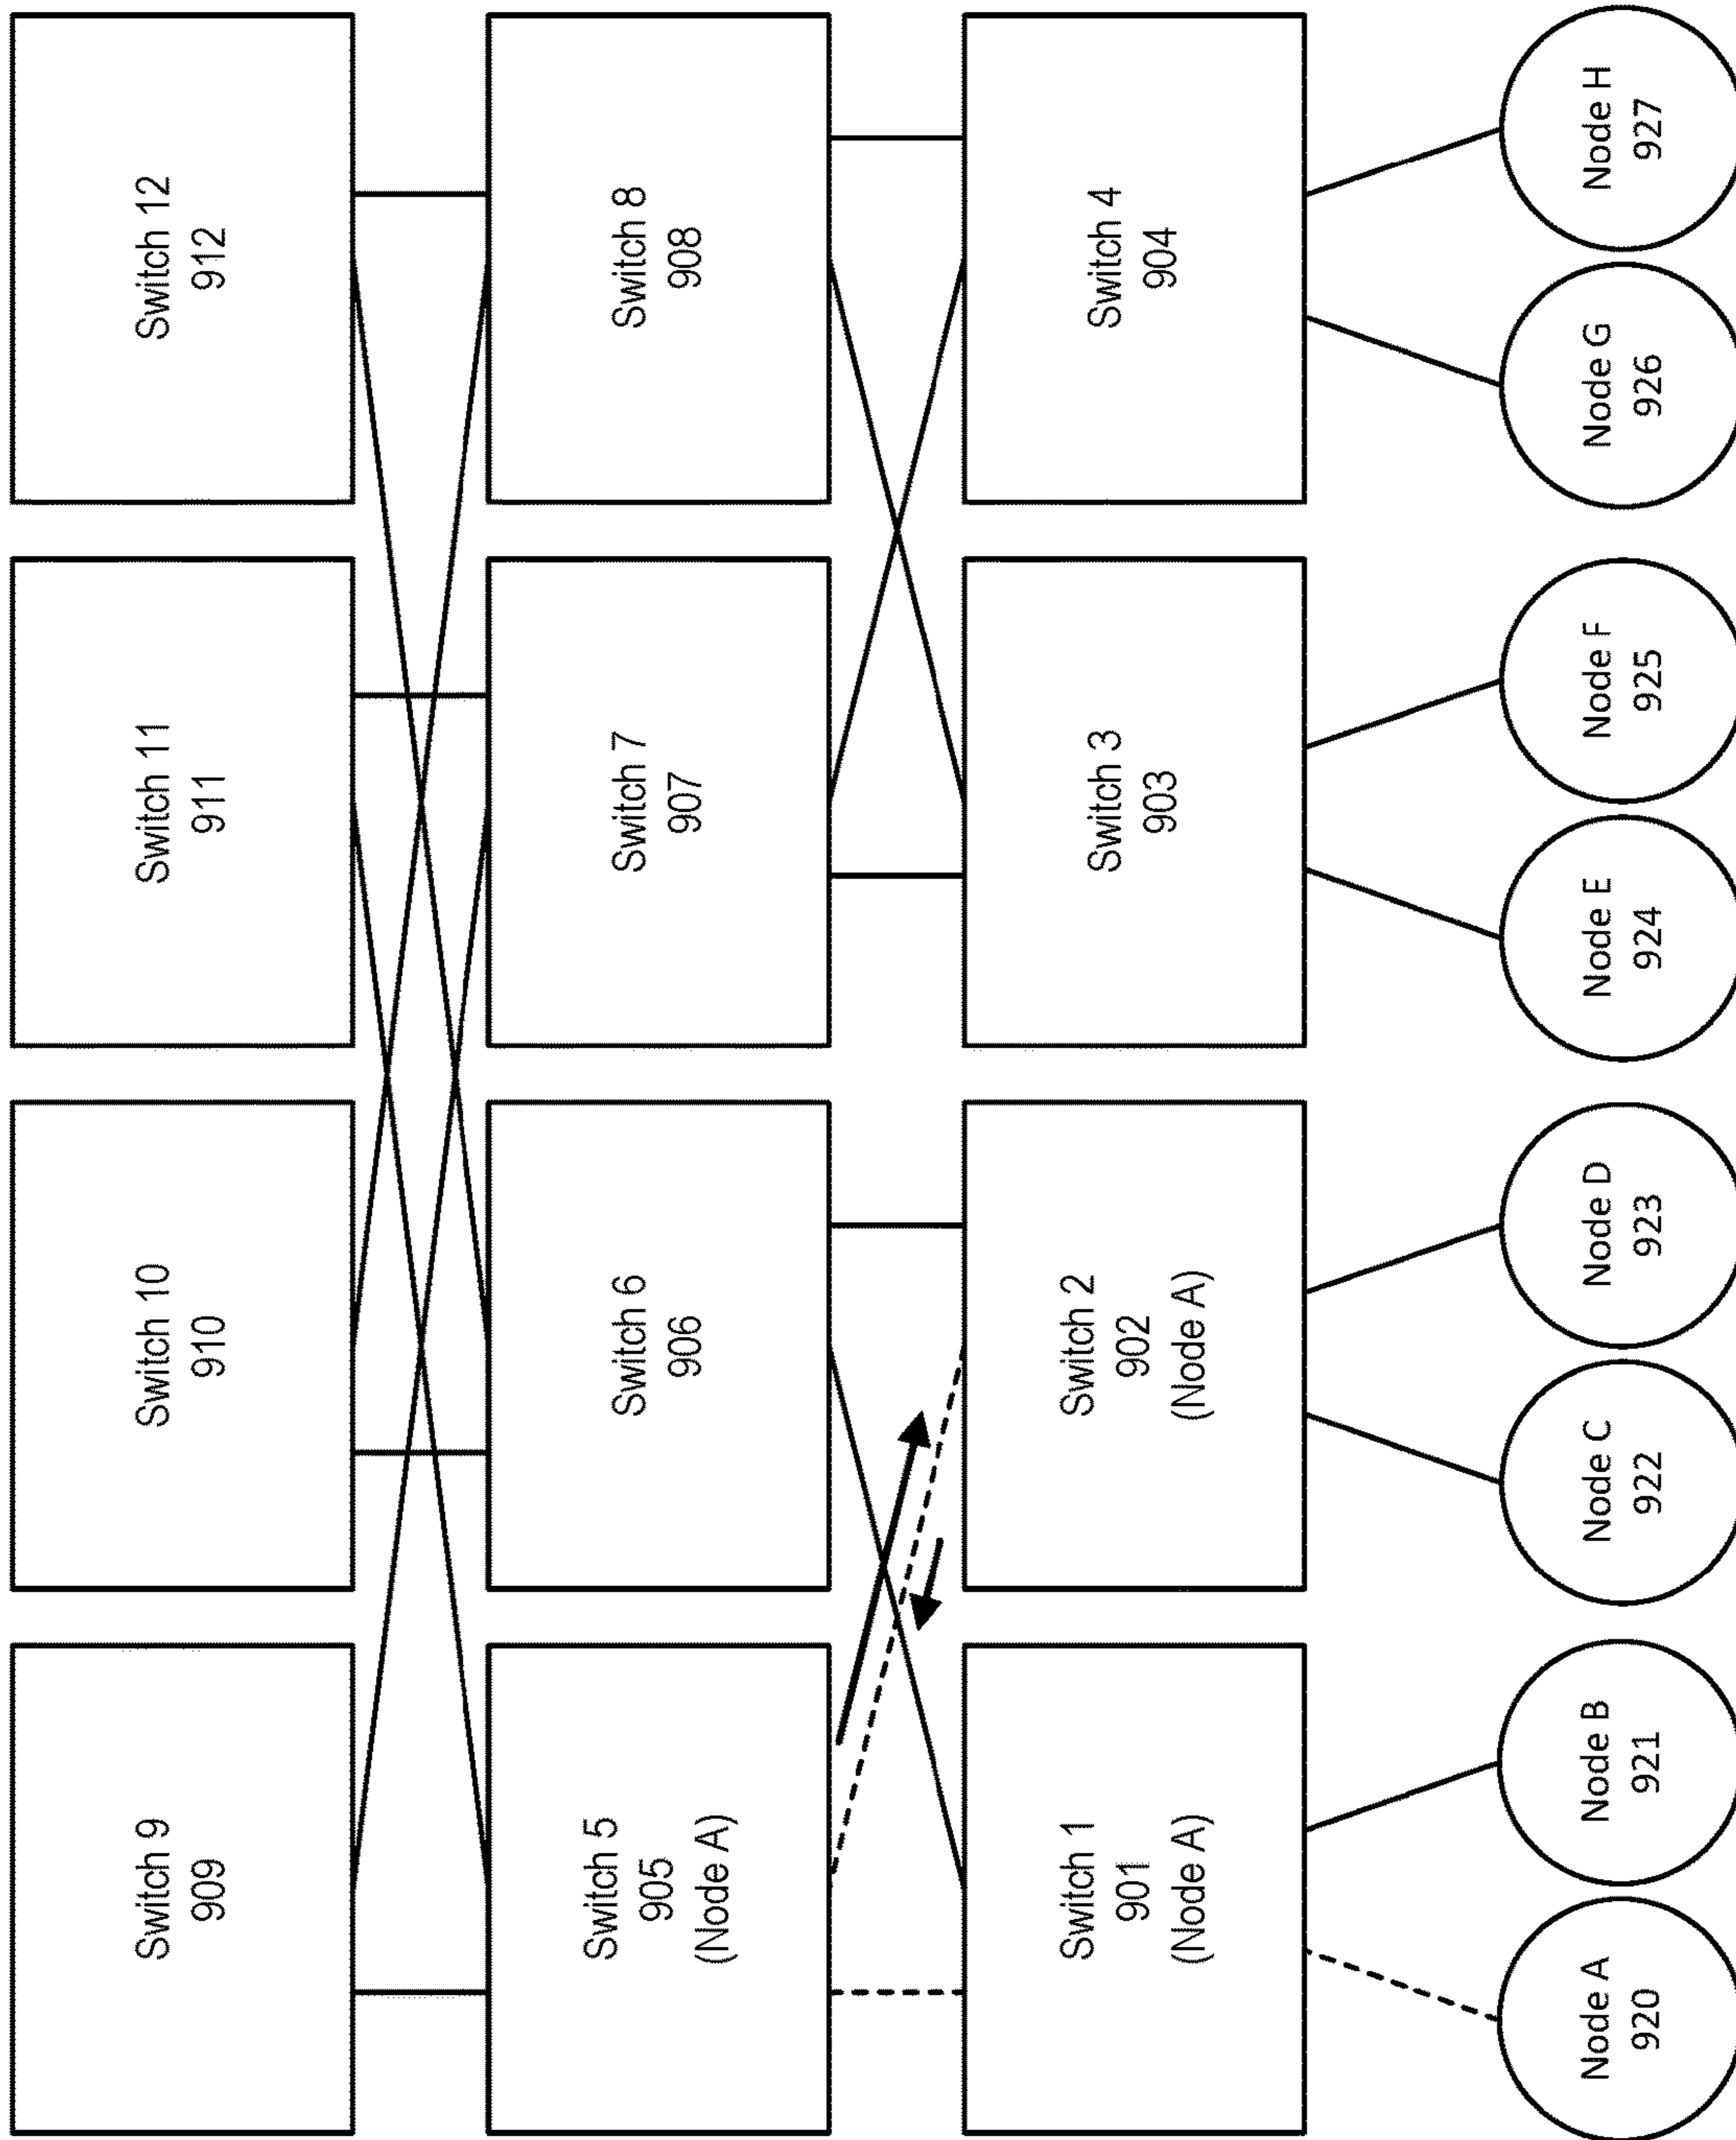 Switch 9
909
Switch 10
910
Switch 11
911
Switch 12
912
Switch 5
905
(Node A)
Switch 6
906
Switch 7
907
Switch 8
908
Switch 1
901
(Node A)
Switch 2
902
(Node A)
Switch 3
903
Switch 4
904
Node A
920
Node B
921
Node C
922
Node D
923
Node E
924
Node F
925
Node G
926
Node H
927